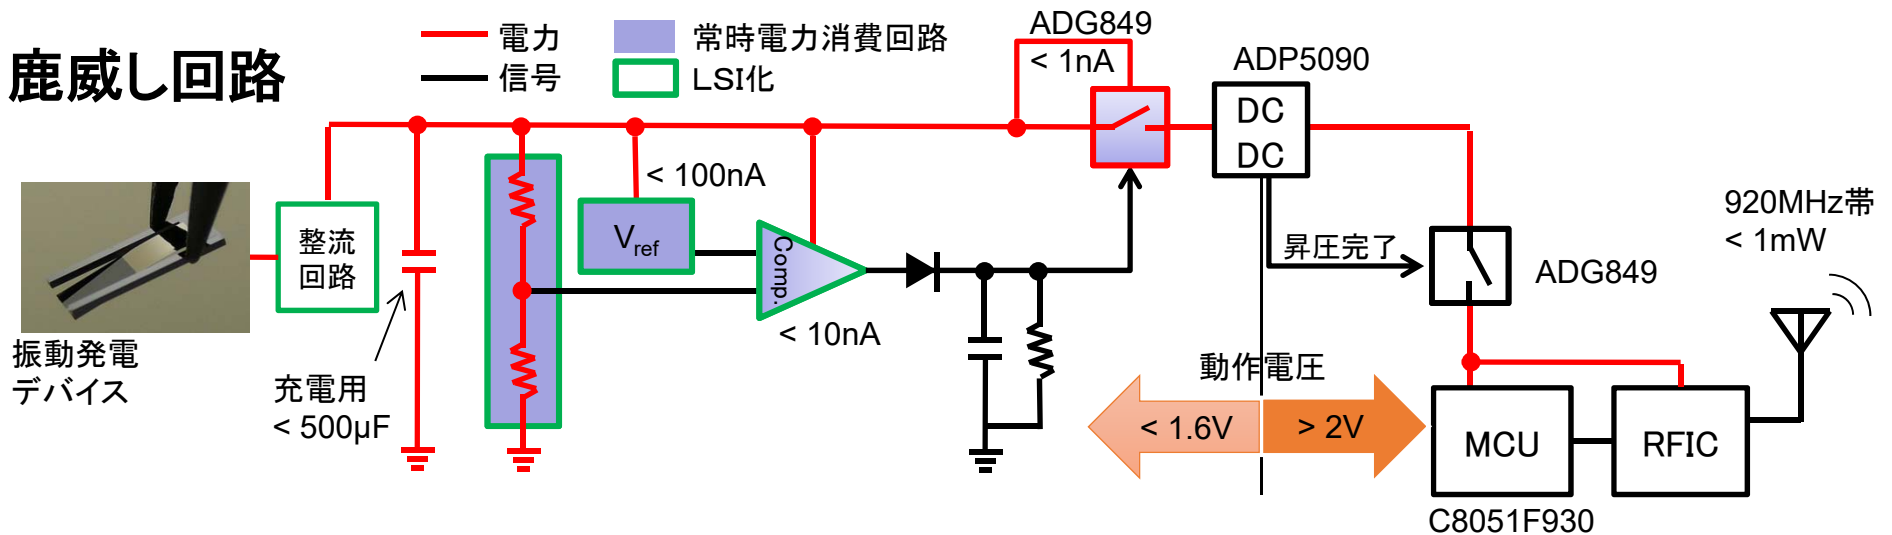 鹿威し回路
電力
信号
常時電力消費回路
LSI化
ADG849
< 1nA
ADP5090
DC
DC
< 100nA
Vref
Comp.
< 10nA
整流
回路
振動発電
デバイス
充電用
< 500μF
昇圧完了
ADG849
920MHz帯
< 1mW
動作電圧
< 1.6V
> 2V
MCU
RFIC
C8051F930